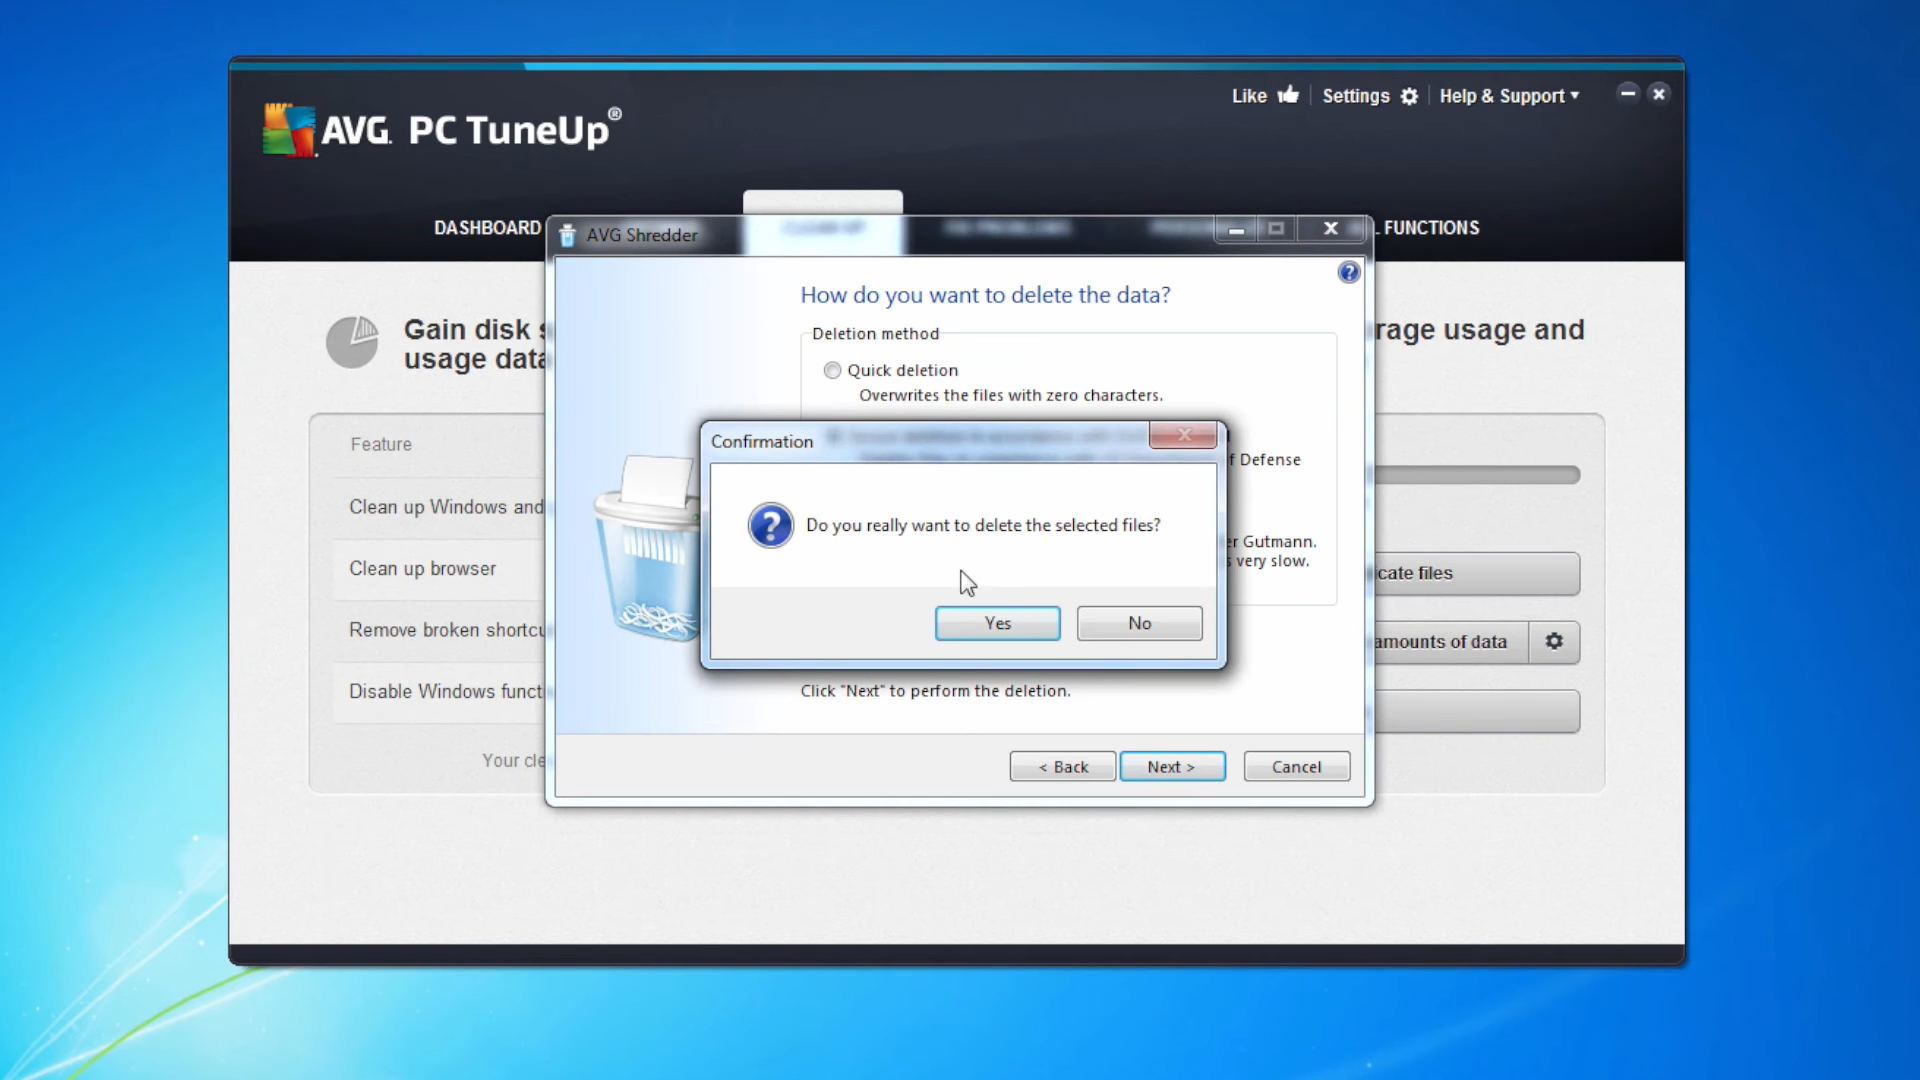 Like
Settings
Help & Support
AVG. PC TuneUp®
DASHBOARD
FUNCTIONS
AVG Shredder
How do you want to delete the data?
Gain disk
usage data
rage usage and
Deletion method
Quick deletion
Overwrites the files with zero characters.
Feature
Confirmation
f Defense
Clean up Windows and
Do you really want to delete the selected files?
er Gutmann.
very slow.
Clean up browser
cate files
Yes
No
Remove broken shortcu
amounts of data
Disable Windows funct
Click "Next" to perform the deletion.
Your cle
< Back
Next >
Cancel